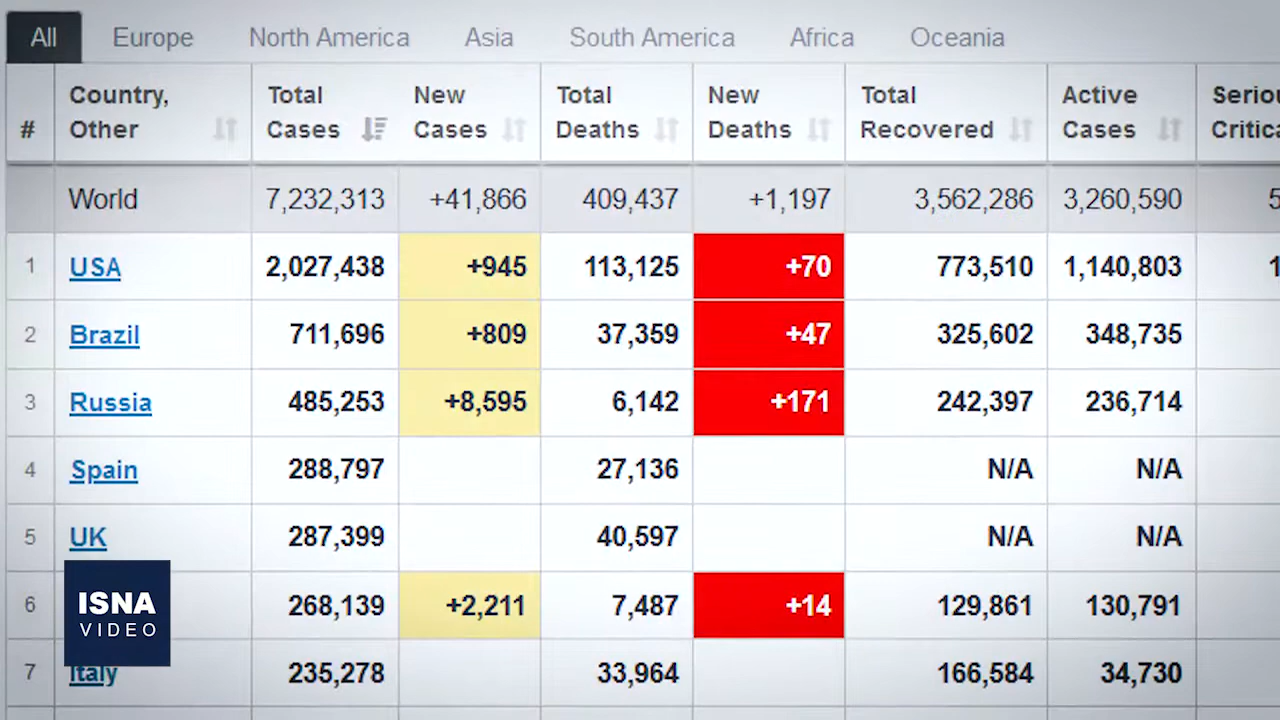 All Europe North America Asia South America Africa Oceania
# Country, Other Total Cases New Cases Total Deaths New Deaths Total Recovered Active Cases
World 7,232,313 +41,866 409,437 +1,197 3,562,286 3,260,590
1 USA 2,027,438 +945 113,125 +70 773,510 1,140,803
2 Brazil 711,696 +809 37,359 +47 325,602 348,735
3 Russia 485,253 +8,595 6,142 +171 242,397 236,714
4 Spain 288,797 27,136 N/A N/A
5 UK 287,399 40,597 N/A N/A
6 268,139 +2,211 7,487 +14 129,861 130,791
ISNA
VIDEO
7 Italy 235,278 33,964 166,584 34,730